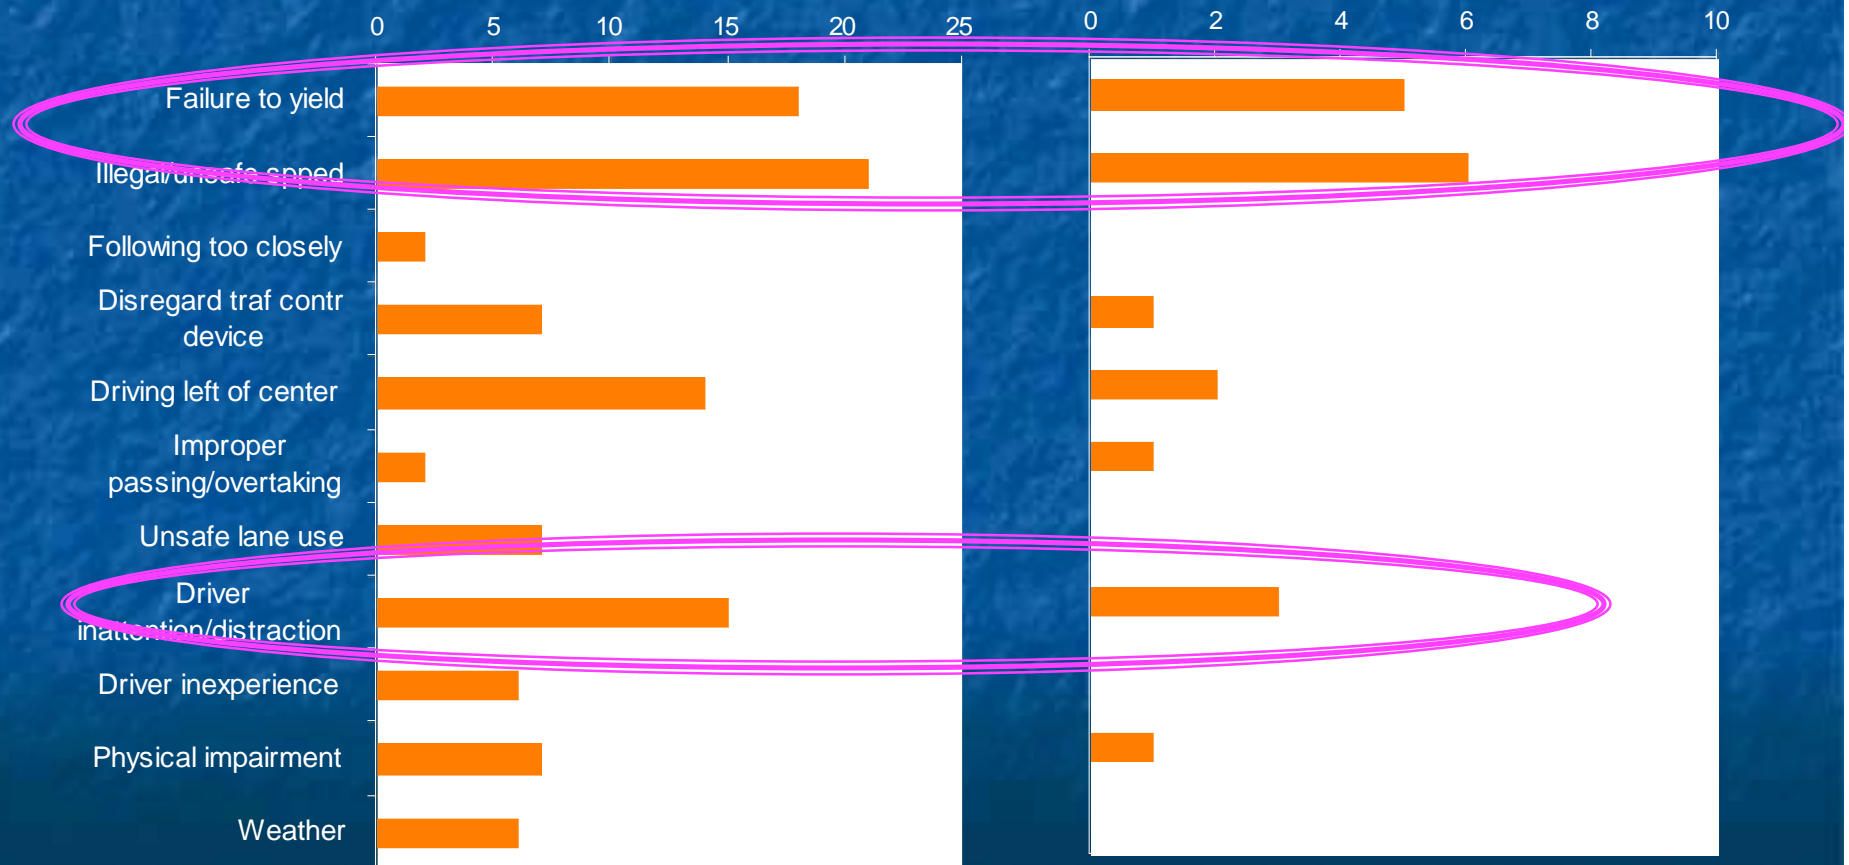 0 5 10 15 20 25 0 2 4 6 8 10
Failure to yield
Illegal/unsafe spped
Following too closely
Disregard traf contr
device
Driving left of center
Improper
passing/overtaking
Unsafe lane use
Driver
inattention/distraction
Driver inexperience
Physical impairment
Weather